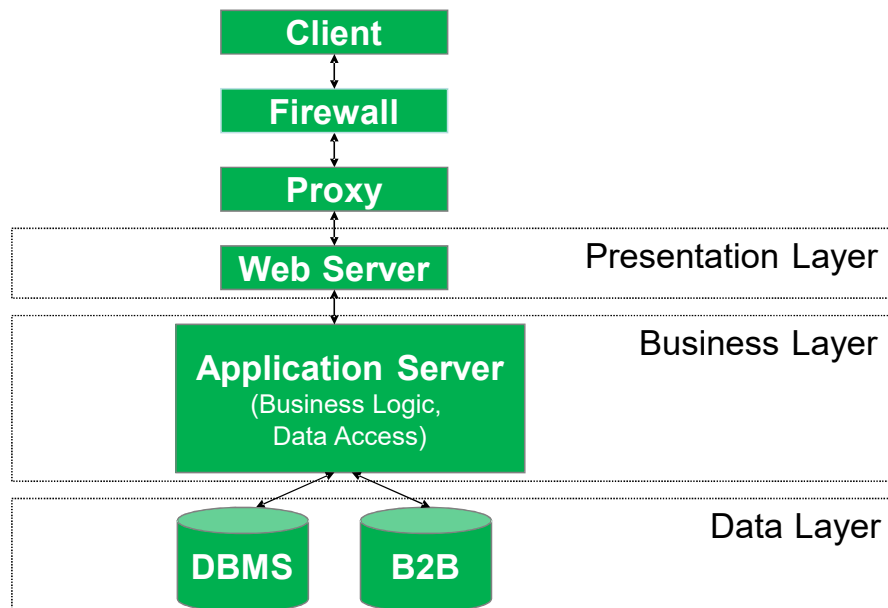 Client
Firewall
Proxy
Presentation Layer
Web Server
Business Layer
Application Server
(Business Logic,
Data Access)
Data Layer
DBMS
B2B